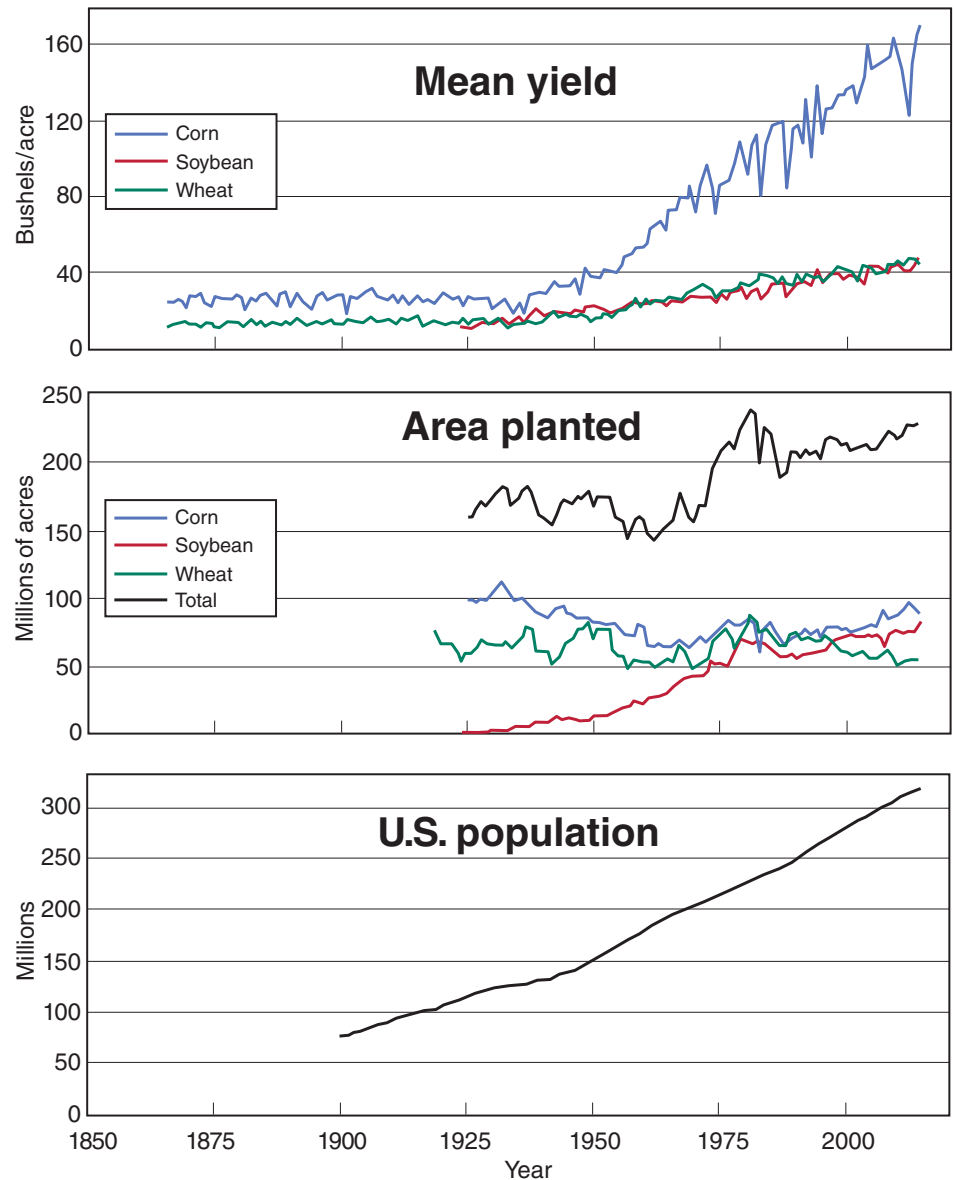 Mean yield
Bushels/acre
160
120
80
40
0
Corn
Soybean
Wheat
Area planted
Millions of acres
250
200
150
100
50
0
Corn
Soybean
Wheat
Total
U.S. population
Millions
300
250
200
150
100
50
0
1850 1875 1900 1925 1950 1975 2000
Year